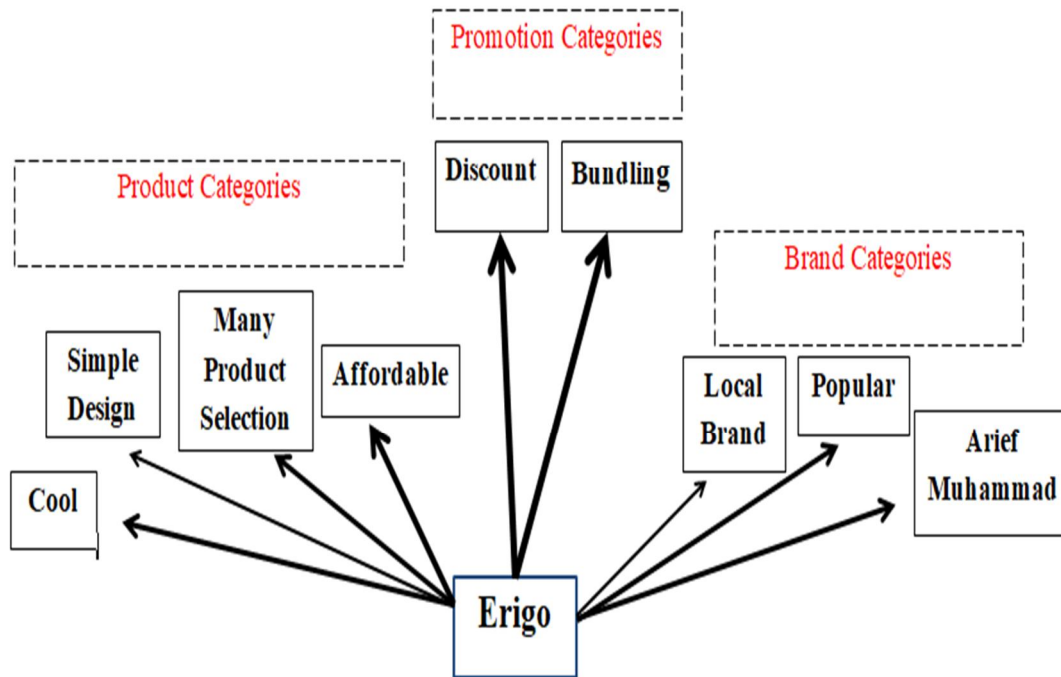 Promotion Categories
Discount
Bundling
Product Categories
Brand Categories
Many
Product
Selection
Simple
Design
Affordable
Local
Brand
Popular
Arief
Muhammad
Cool
Erigo